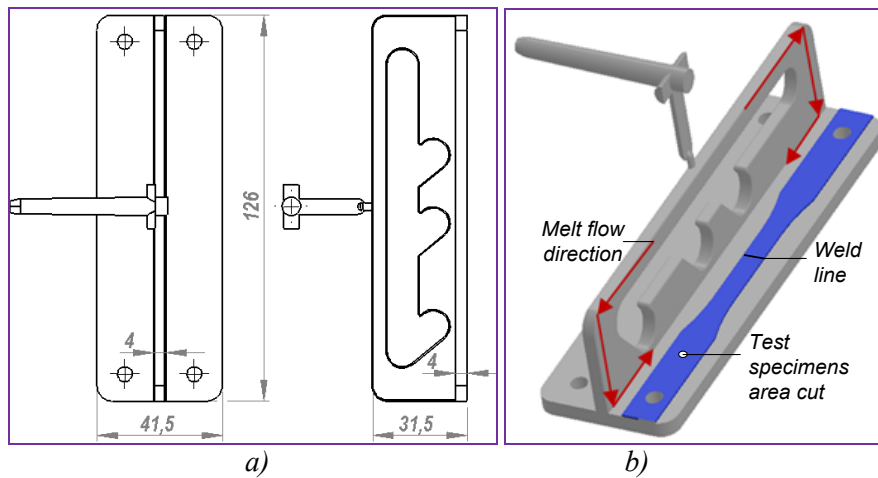 126
4
4
41,5
31,5
Melt flow
direction
Weld
line
Test
specimens
area cut
a)
b)